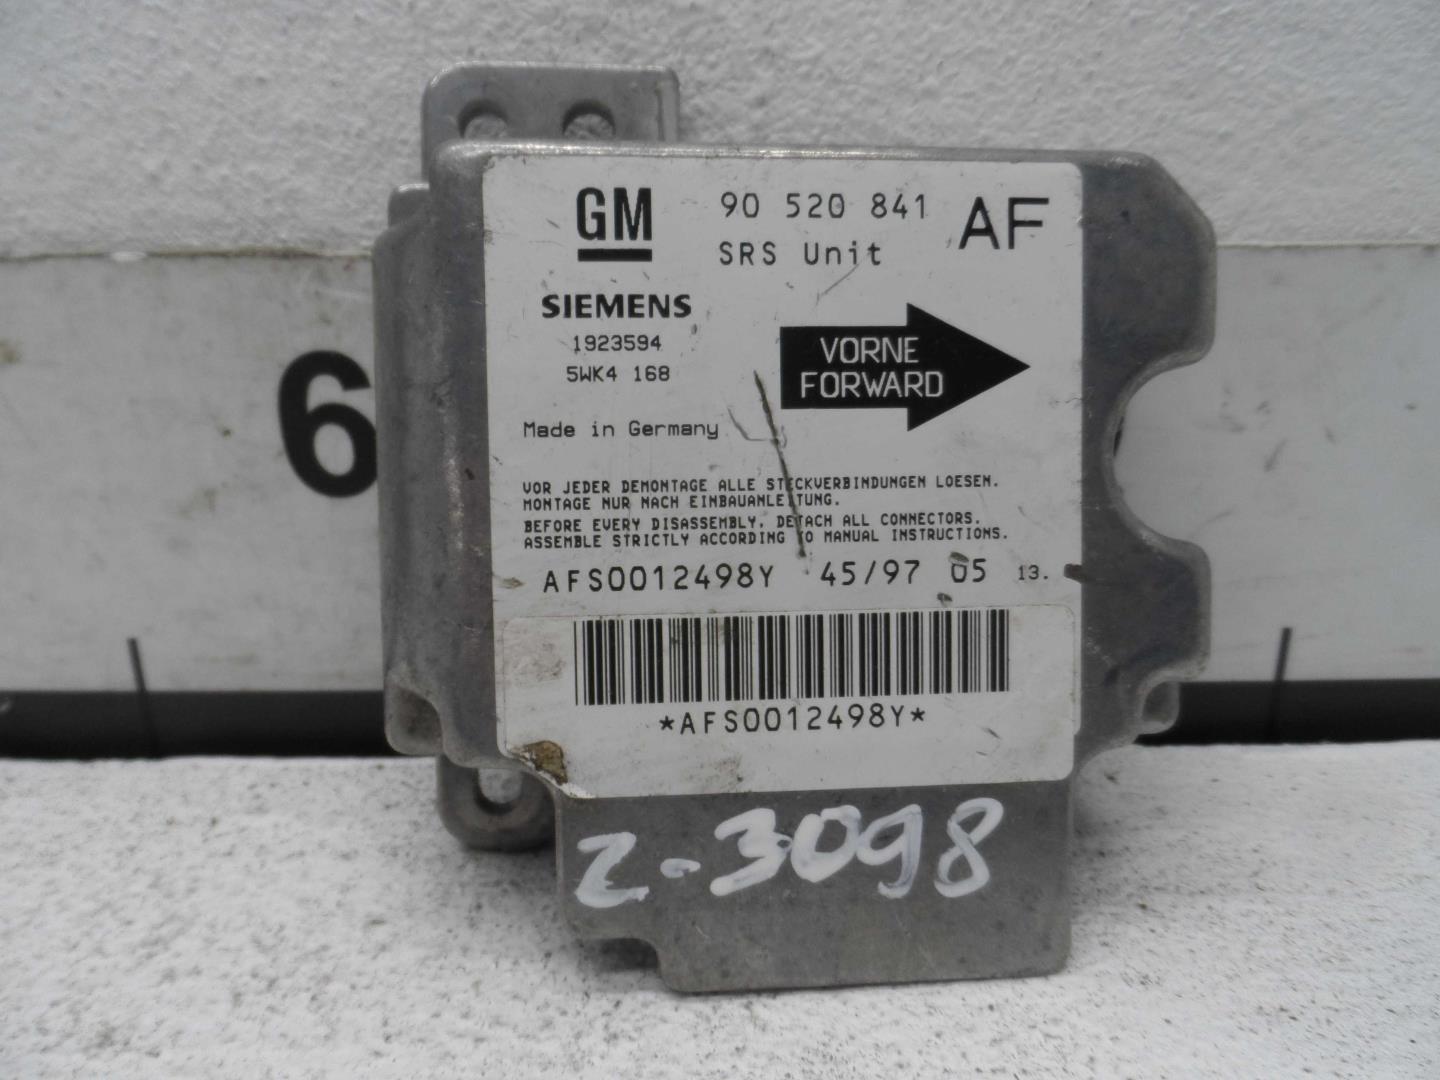 GM
90 520 841
AF
SRS Unit
SIEMENS
1923594
5WK4 168
VORNE
FORWARD
Made in Germany
VOR JEDER DEMONTAGE ALLE STECKVERBINDUNGEN LOESEN.
MONTAGE NUR NACH EINBAUANLEITUNG.
BEFORE EVERY DISASSEMBLY, DETACH ALL CONNECTORS.
ASSEMBLE STRICTLY ACCORDING TO MANUAL INSTRUCTIONS.
AFS0012498Y 45/97 05 13.
*AFS0012498Y*
Z-3098
6